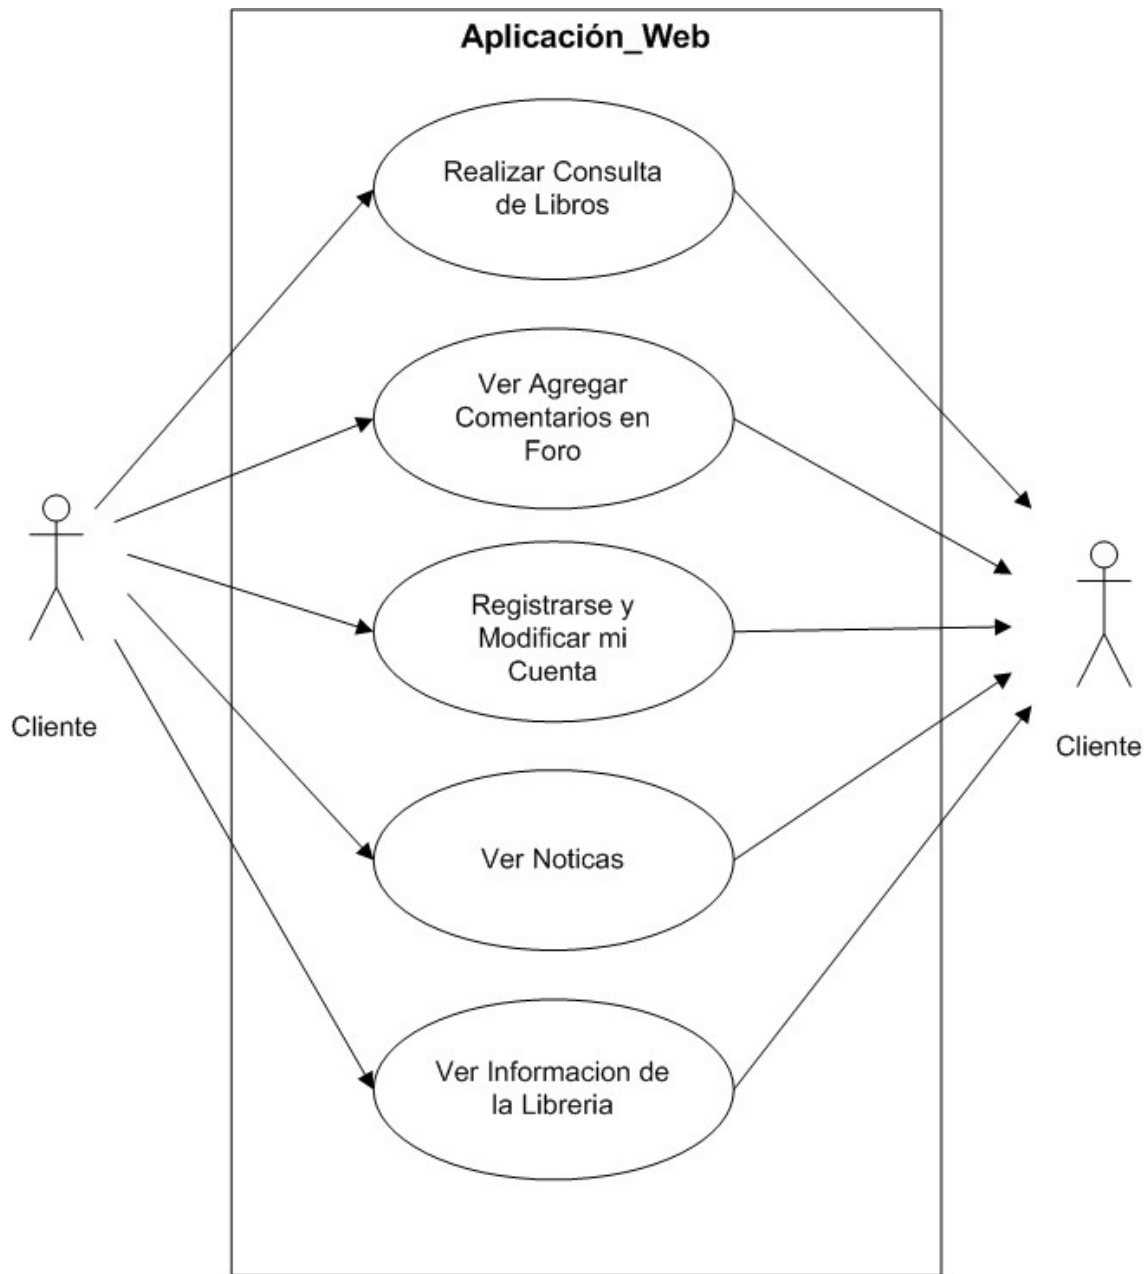 Aplicación_Web
Realizar Consulta
de Libros
Ver Agregar
Comentarios en
Foro
Registrarse y
Modificar mi
Cuenta
Cliente
Cliente
Ver Noticas
Ver Informacion de
la Libreria